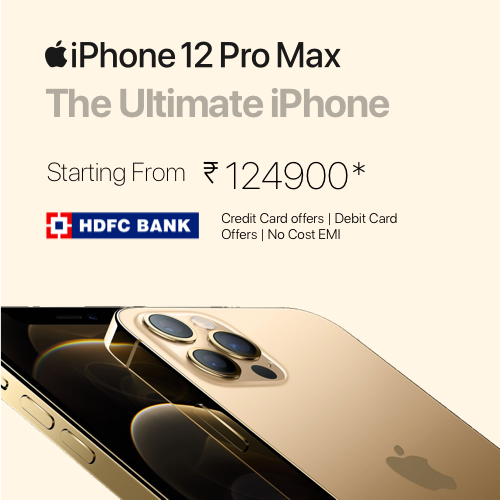 iPhone 12 Pro Max
The Ultimate iPhone
Starting From ₹ 124900*
HDFC BANK
Credit Card offers | Debit Card
Offers | No Cost EMI